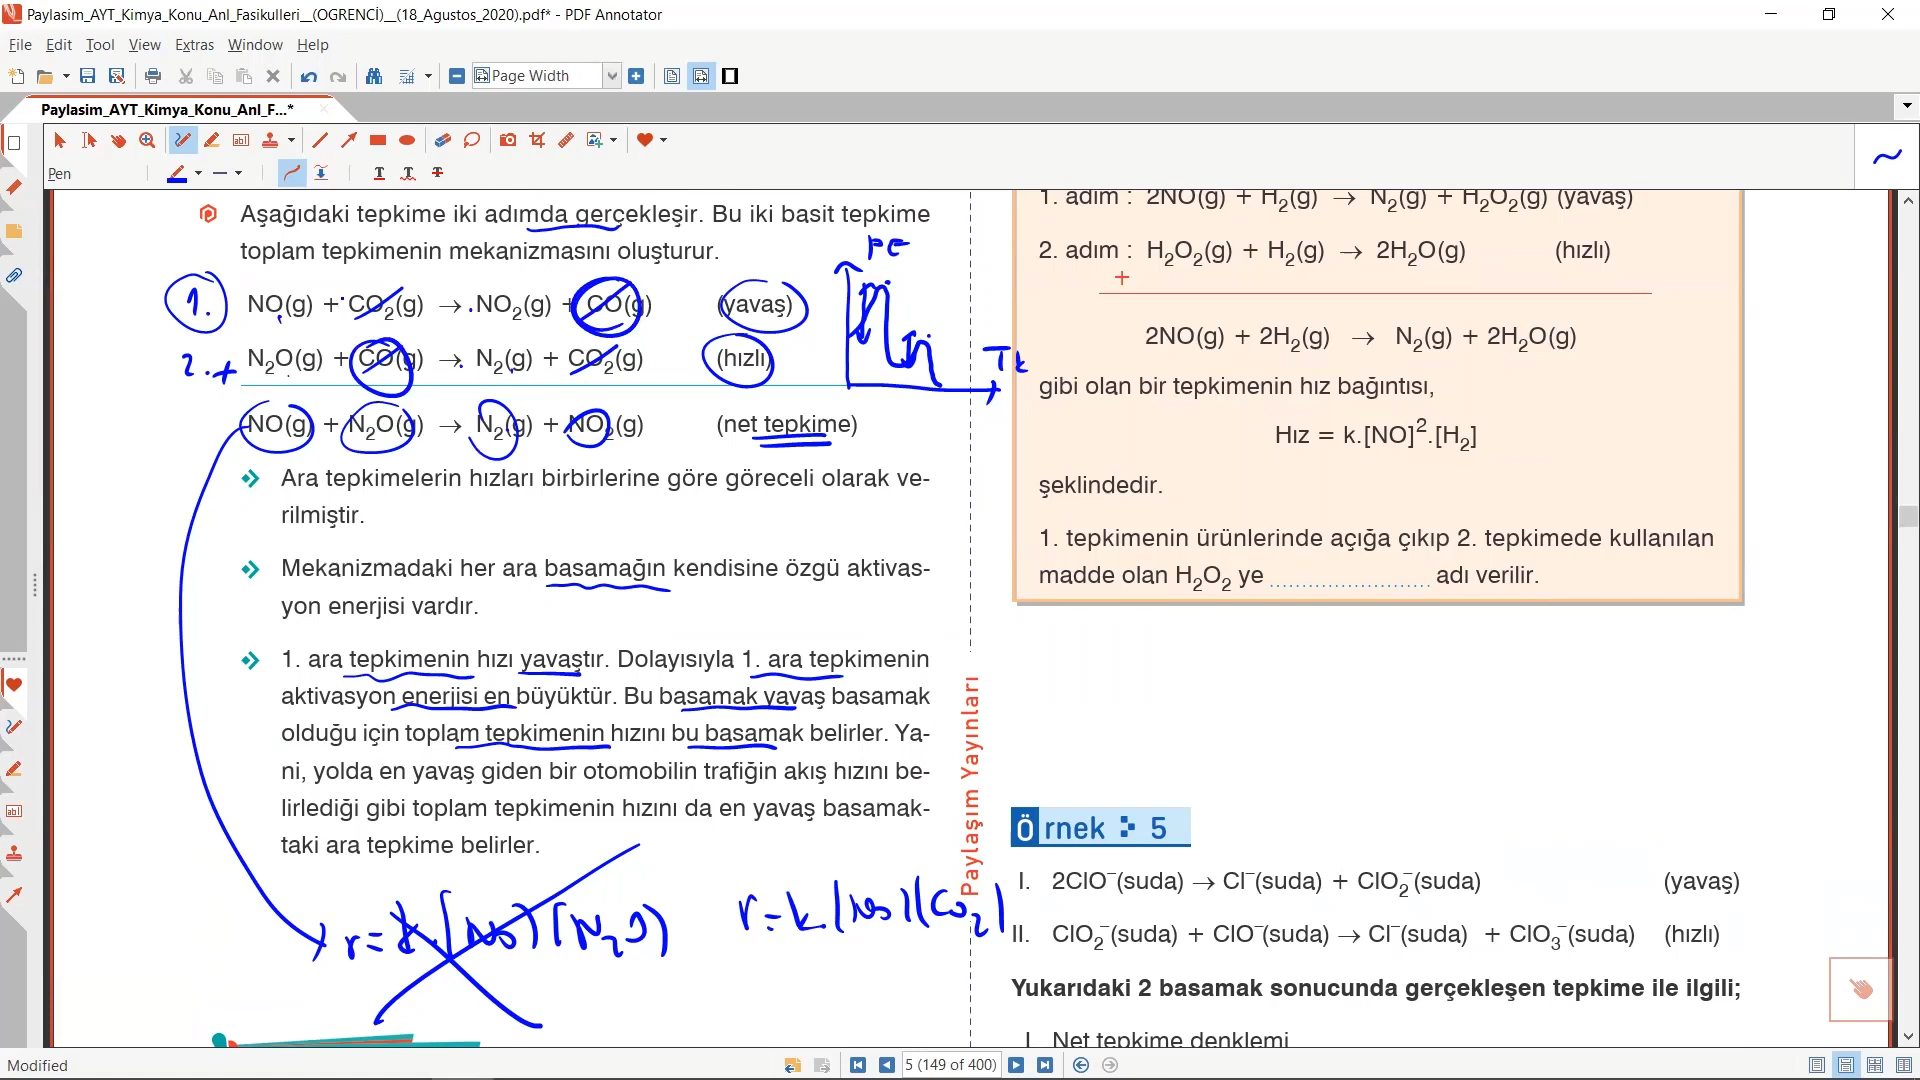 Paylasim_AYT_Kimya_Konu_Anl_Fasikulleri__(OGRENCİ)__(18_Agustos_2020).pdf* - PDF Annotator
File Edit Tool View Extras Window Help
Page Width
Paylasim_AYT_Kimya_Konu_Anl_F...*
Pen
Aşağıdaki tepkime iki adımda gerçekleşir. Bu iki basit tepkime
toplam tepkimenin mekanizmasını oluşturur.
PE
1. NO(g) + CO₂(g) → NO₂(g) + CO(g) (yavaş)
2. + N₂O(g) + CO(g) → N₂(g) + CO₂(g) (hızlı)
Tk
NO(g) + N₂O(g) → N₂(g) + NO₂(g) (net tepkime)
Ara tepkimelerin hızları birbirlerine göre göreceli olarak ve-
rilmiştir.
Mekanizmadaki her ara basamağın kendisine özgü aktivas-
yon enerjisi vardır.
1. ara tepkimenin hızı yavaştır. Dolayısıyla 1. ara tepkimenin
aktivasyon enerjisi en büyüktür. Bu basamak yavaş basamak
olduğu için toplam tepkimenin hızını bu basamak belirler. Ya-
ni, yolda en yavaş giden bir otomobilin trafiğin akış hızını be-
lirlediği gibi toplam tepkimenin hızını da en yavaş basamak-
taki ara tepkime belirler.
r = k (NO) (N₂O)
r = k. (NO) (CO₂)
Paylaşım Yayınları
1. adım : 2NO(g) + H₂(g) → N₂(g) + H₂O₂(g) (yavaş)
2. adım : H₂O₂(g) + H₂(g) → 2H₂O(g) (hızlı)
+
2NO(g) + 2H₂(g) → N₂(g) + 2H₂O(g)
gibi olan bir tepkimenin hız bağıntısı,
Hız = k.[NO]².[H₂]
şeklindedir.
1. tepkimenin ürünlerinde açığa çıkıp 2. tepkimede kullanılan
madde olan H₂O₂ ye ........................... adı verilir.
Örnek 5
I. 2ClO⁻(suda) → Cl⁻(suda) + ClO₂⁻(suda) (yavaş)
II. ClO₂⁻(suda) + ClO⁻(suda) → Cl⁻(suda) + ClO₃⁻(suda) (hızlı)
Yukarıdaki 2 basamak sonucunda gerçekleşen tepkime ile ilgili;
I. Net tepkime denklemi
Modified
5 (149 of 400)